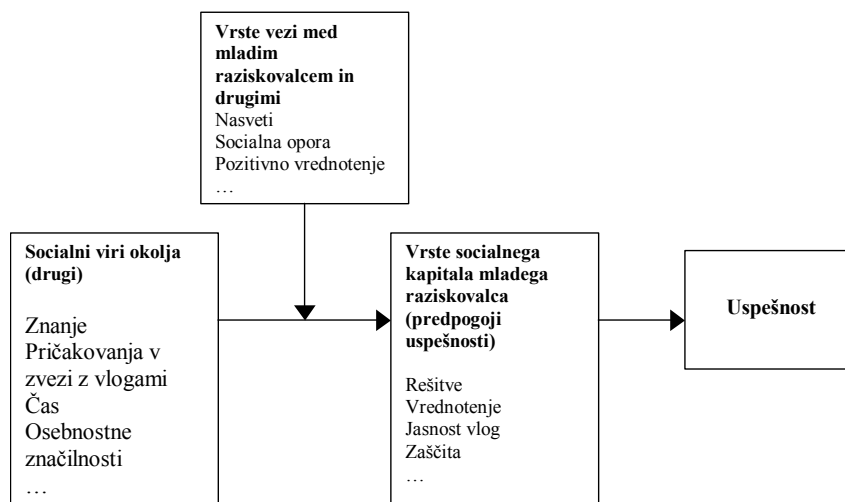 Vrste vezi med
mladim
raziskovalcem in
drugimi
Nasveti
Socialna opora
Pozitivno vrednotenje
…
Socialni viri okolja
(drugi)
Znanje
Pričakovanja v
zvezi z vlogami
Čas
Osebnostne
značilnosti
…
Vrste socialnega
kapitala mladega
raziskovalca
(predpogoji
uspešnosti)
Rešitve
Vrednotenje
Jasnost vlog
Zaščita
…
Uspešnost